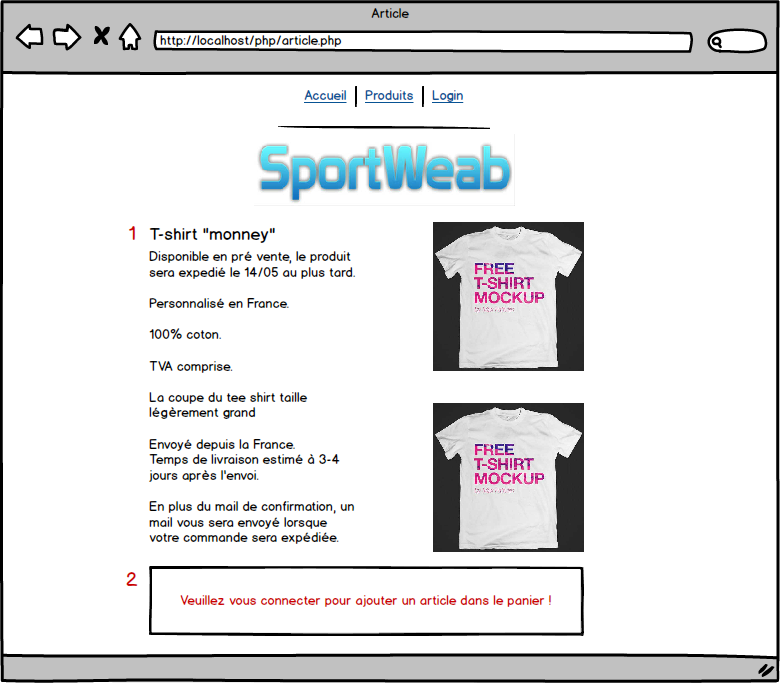 Article
http://localhost/php/article.php
Accueil Produits Login
SportWeab
1 T-shirt "monney"
Disponible en pré vente, le produit
sera expedié le 14/05 au plus tard.
Personnalisé en France.
100% coton.
TVA comprise.
La coupe du tee shirt taille
légèrement grand
Envoyé depuis la France.
Temps de livraison estimé à 3-4
jours après l'envoi.
En plus du mail de confirmation, un
mail vous sera envoyé lorsque
votre commande sera expédiée.
FREE
T-SHIRT
MOCKUP
FREE
T-SHIRT
MOCKUP
2
Veuillez vous connecter pour ajouter un article dans le panier !